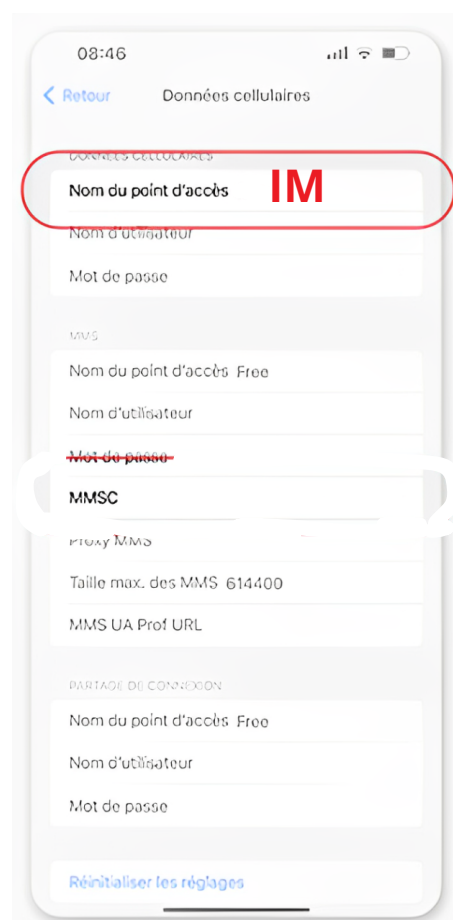 08:46
Retour Données cellulaires
DONNÉES CELLULAIRES
Nom du point d'accès IM
Nom d'utilisateur
Mot de passe
MMS
Nom du point d'accès Free
Nom d'utilisateur
Mot de passe
MMSC
Proxy MMS
Taille max. des MMS 614400
MMS UA Prof URL
PARTAGE DE CONNEXION
Nom du point d'accès Free
Nom d'utilisateur
Mot de passe
Réinitialiser les réglages